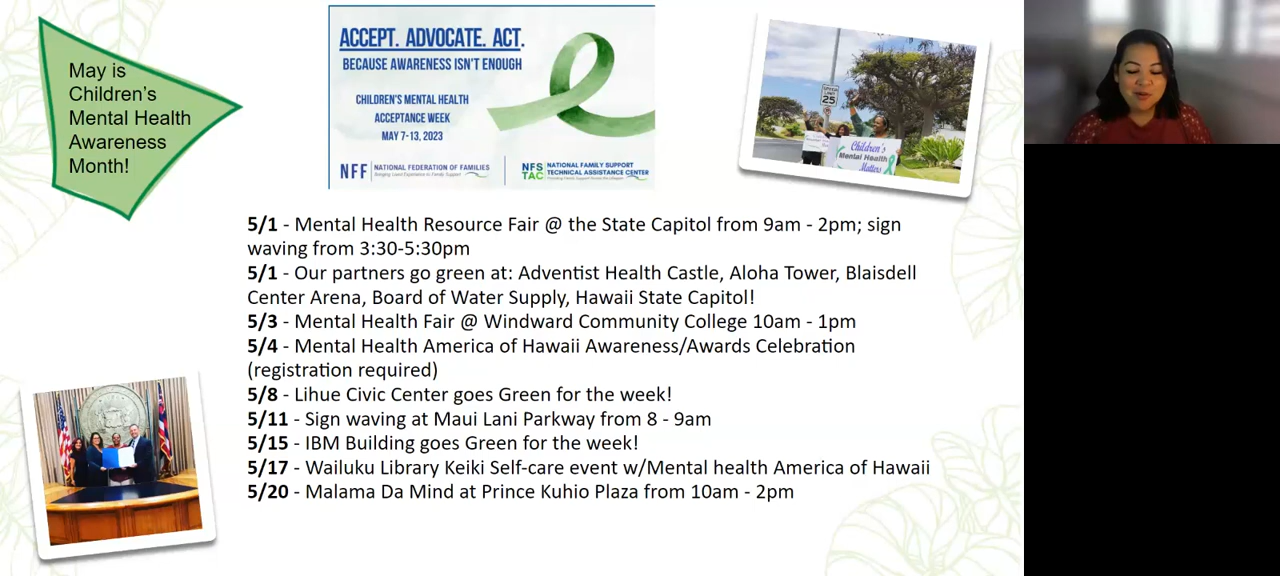 May is
Children's
Mental Health
Awareness
Month!
ACCEPT. ADVOCATE. ACT.
BECAUSE AWARENESS ISN'T ENOUGH
CHILDREN'S MENTAL HEALTH
ACCEPTANCE WEEK
MAY 7-13, 2023
NFF NATIONAL FEDERATION OF FAMILIES
NFS TAC NATIONAL FAMILY SUPPORT
TECHNICAL ASSISTANCE CENTER
SPEED
LIMIT
25
Children's
Mental Health
Matters
5/1 - Mental Health Resource Fair @ the State Capitol from 9am - 2pm; sign
waving from 3:30-5:30pm
5/1 - Our partners go green at: Adventist Health Castle, Aloha Tower, Blaisdell
Center Arena, Board of Water Supply, Hawaii State Capitol!
5/3 - Mental Health Fair @ Windward Community College 10am - 1pm
5/4 - Mental Health America of Hawaii Awareness/Awards Celebration
(registration required)
5/8 - Lihue Civic Center goes Green for the week!
5/11 - Sign waving at Maui Lani Parkway from 8 - 9am
5/15 - IBM Building goes Green for the week!
5/17 - Wailuku Library Keiki Self-care event w/Mental health America of Hawaii
5/20 - Malama Da Mind at Prince Kuhio Plaza from 10am - 2pm